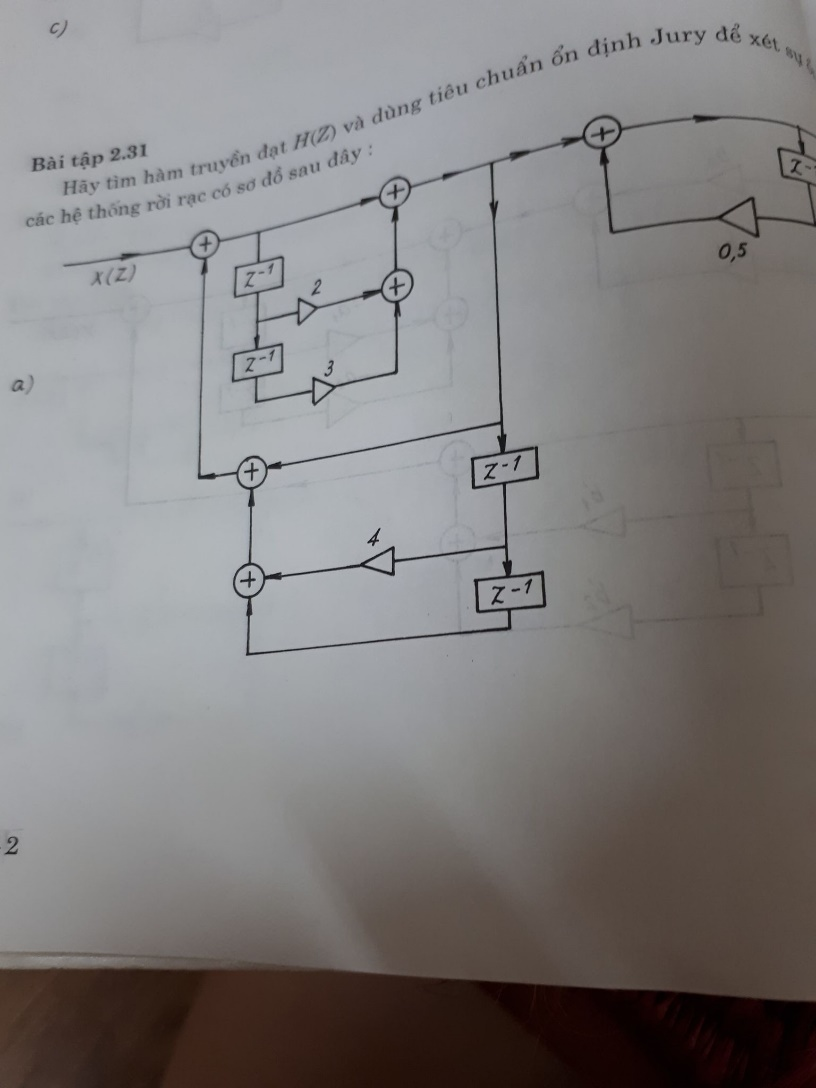 c)
Bài tập 2.31
Hãy tìm hàm truyền đạt H(Z) và dùng tiêu chuẩn ổn định Jury để xét
các hệ thống rời rạc có sơ đồ sau đây :
X(Z)
+
+
+
Z⁻¹
2
+
Z⁻¹
3
0,5
a)
+
Z⁻¹
4
+
Z⁻¹
2